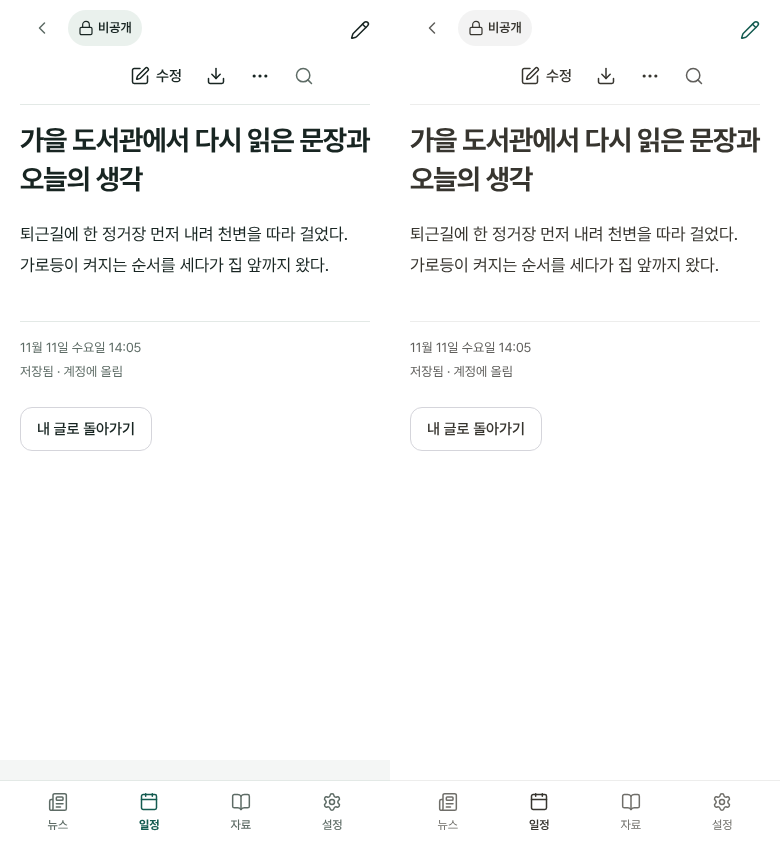 비공개
수정
가을 도서관에서 다시 읽은 문장과
오늘의 생각
퇴근길에 한 정거장 먼저 내려 천변을 따라 걸었다.
가로등이 켜지는 순서를 세다가 집 앞까지 왔다.
11월 11일 수요일 14:05
저장됨 · 계정에 올림
내 글로 돌아가기
뉴스
일정
자료
설정
비공개
수정
가을 도서관에서 다시 읽은 문장과
오늘의 생각
퇴근길에 한 정거장 먼저 내려 천변을 따라 걸었다.
가로등이 켜지는 순서를 세다가 집 앞까지 왔다.
11월 11일 수요일 14:05
저장됨 · 계정에 올림
내 글로 돌아가기
뉴스
일정
자료
설정